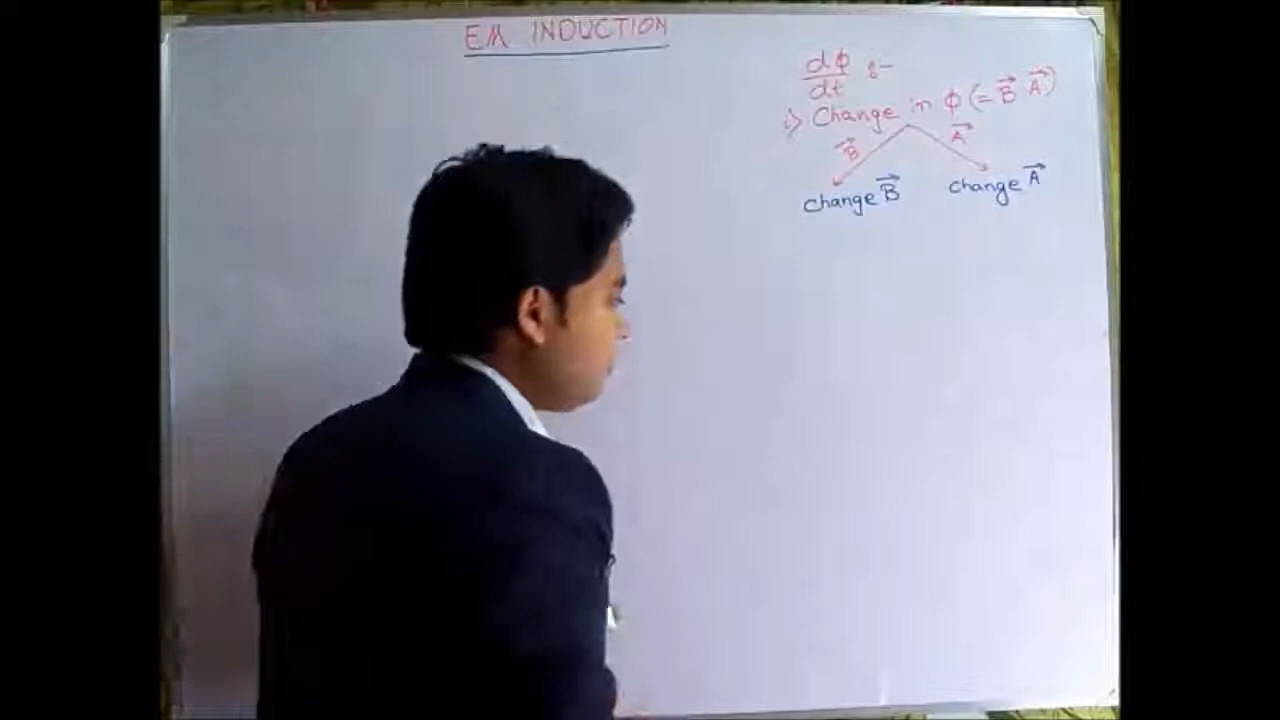 EM INDUCTION
dΦ/dt :-
i> Change in Φ (= B⃗ A⃗)
B⃗ A⃗
change B⃗ change A⃗